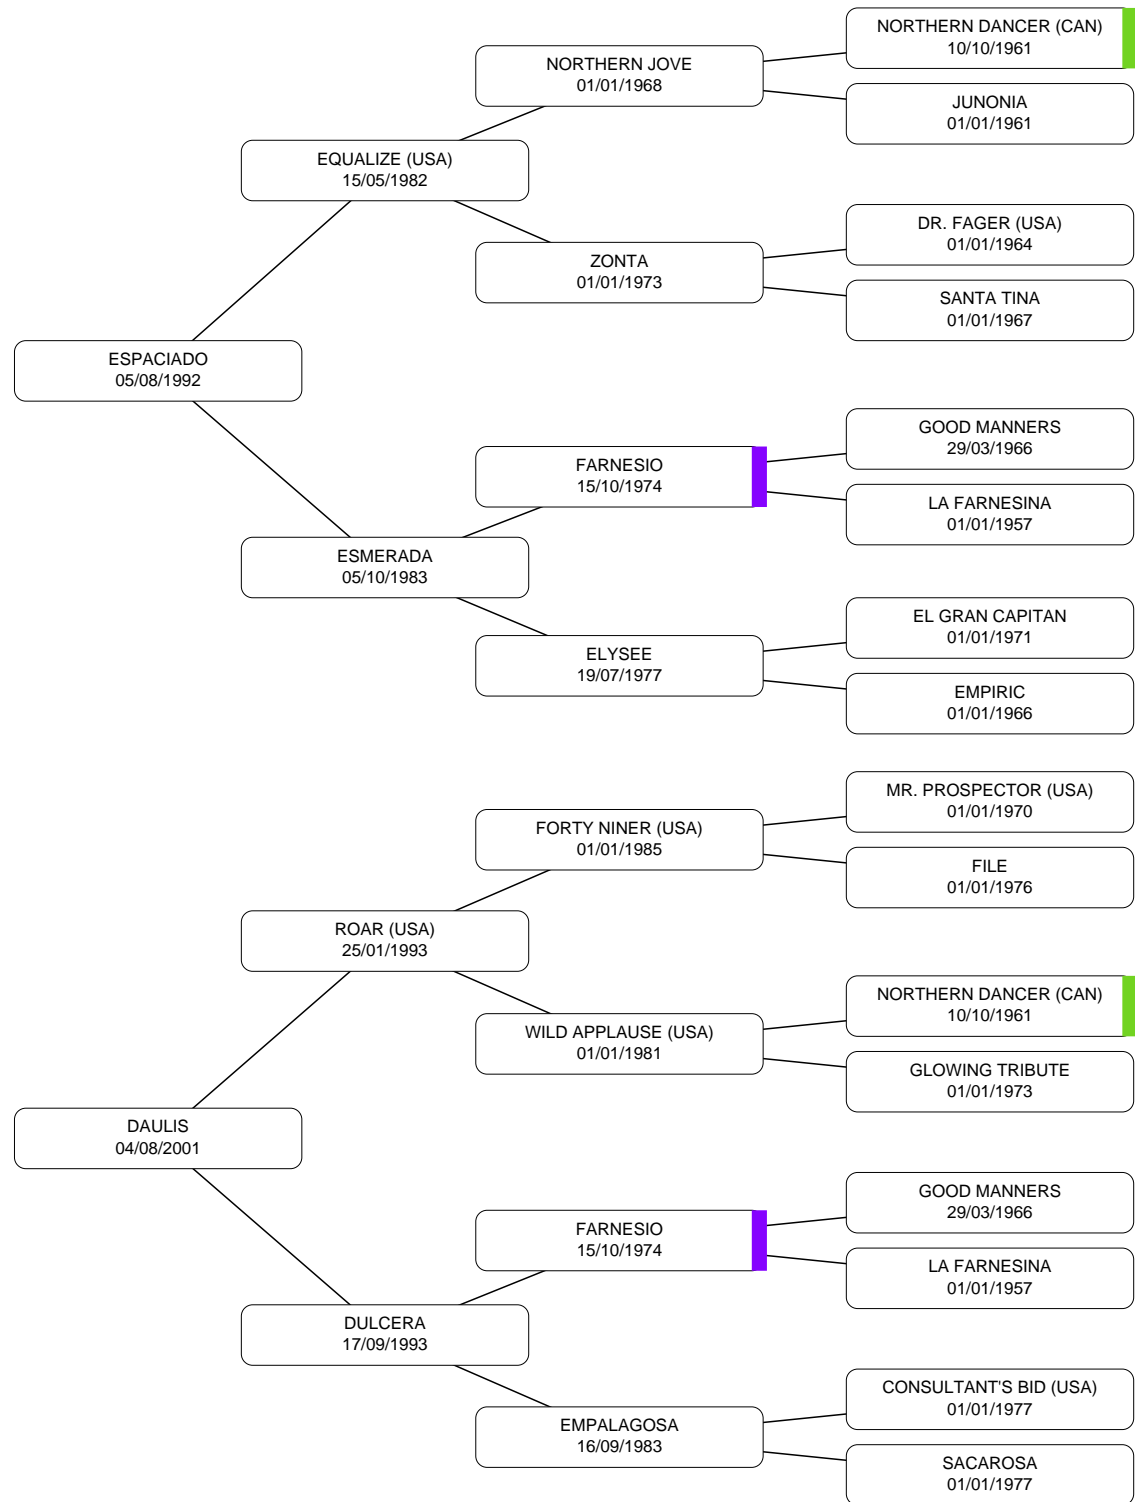 NORTHERN DANCER (CAN)
10/10/1961
NORTHERN JOVE
01/01/1968
JUNONIA
01/01/1961
EQUALIZE (USA)
15/05/1982
DR. FAGER (USA)
01/01/1964
ZONTA
01/01/1973
SANTA TINA
01/01/1967
ESPACIADO
05/08/1992
GOOD MANNERS
29/03/1966
FARNESIO
15/10/1974
LA FARNESINA
01/01/1957
ESMERADA
05/10/1983
EL GRAN CAPITAN
01/01/1971
ELYSEE
19/07/1977
EMPIRIC
01/01/1966
MR. PROSPECTOR (USA)
01/01/1970
FORTY NINER (USA)
01/01/1985
FILE
01/01/1976
ROAR (USA)
25/01/1993
NORTHERN DANCER (CAN)
10/10/1961
WILD APPLAUSE (USA)
01/01/1981
GLOWING TRIBUTE
01/01/1973
DAULIS
04/08/2001
GOOD MANNERS
29/03/1966
FARNESIO
15/10/1974
LA FARNESINA
01/01/1957
DULCERA
17/09/1993
CONSULTANT'S BID (USA)
01/01/1977
EMPALAGOSA
16/09/1983
SACAROSA
01/01/1977